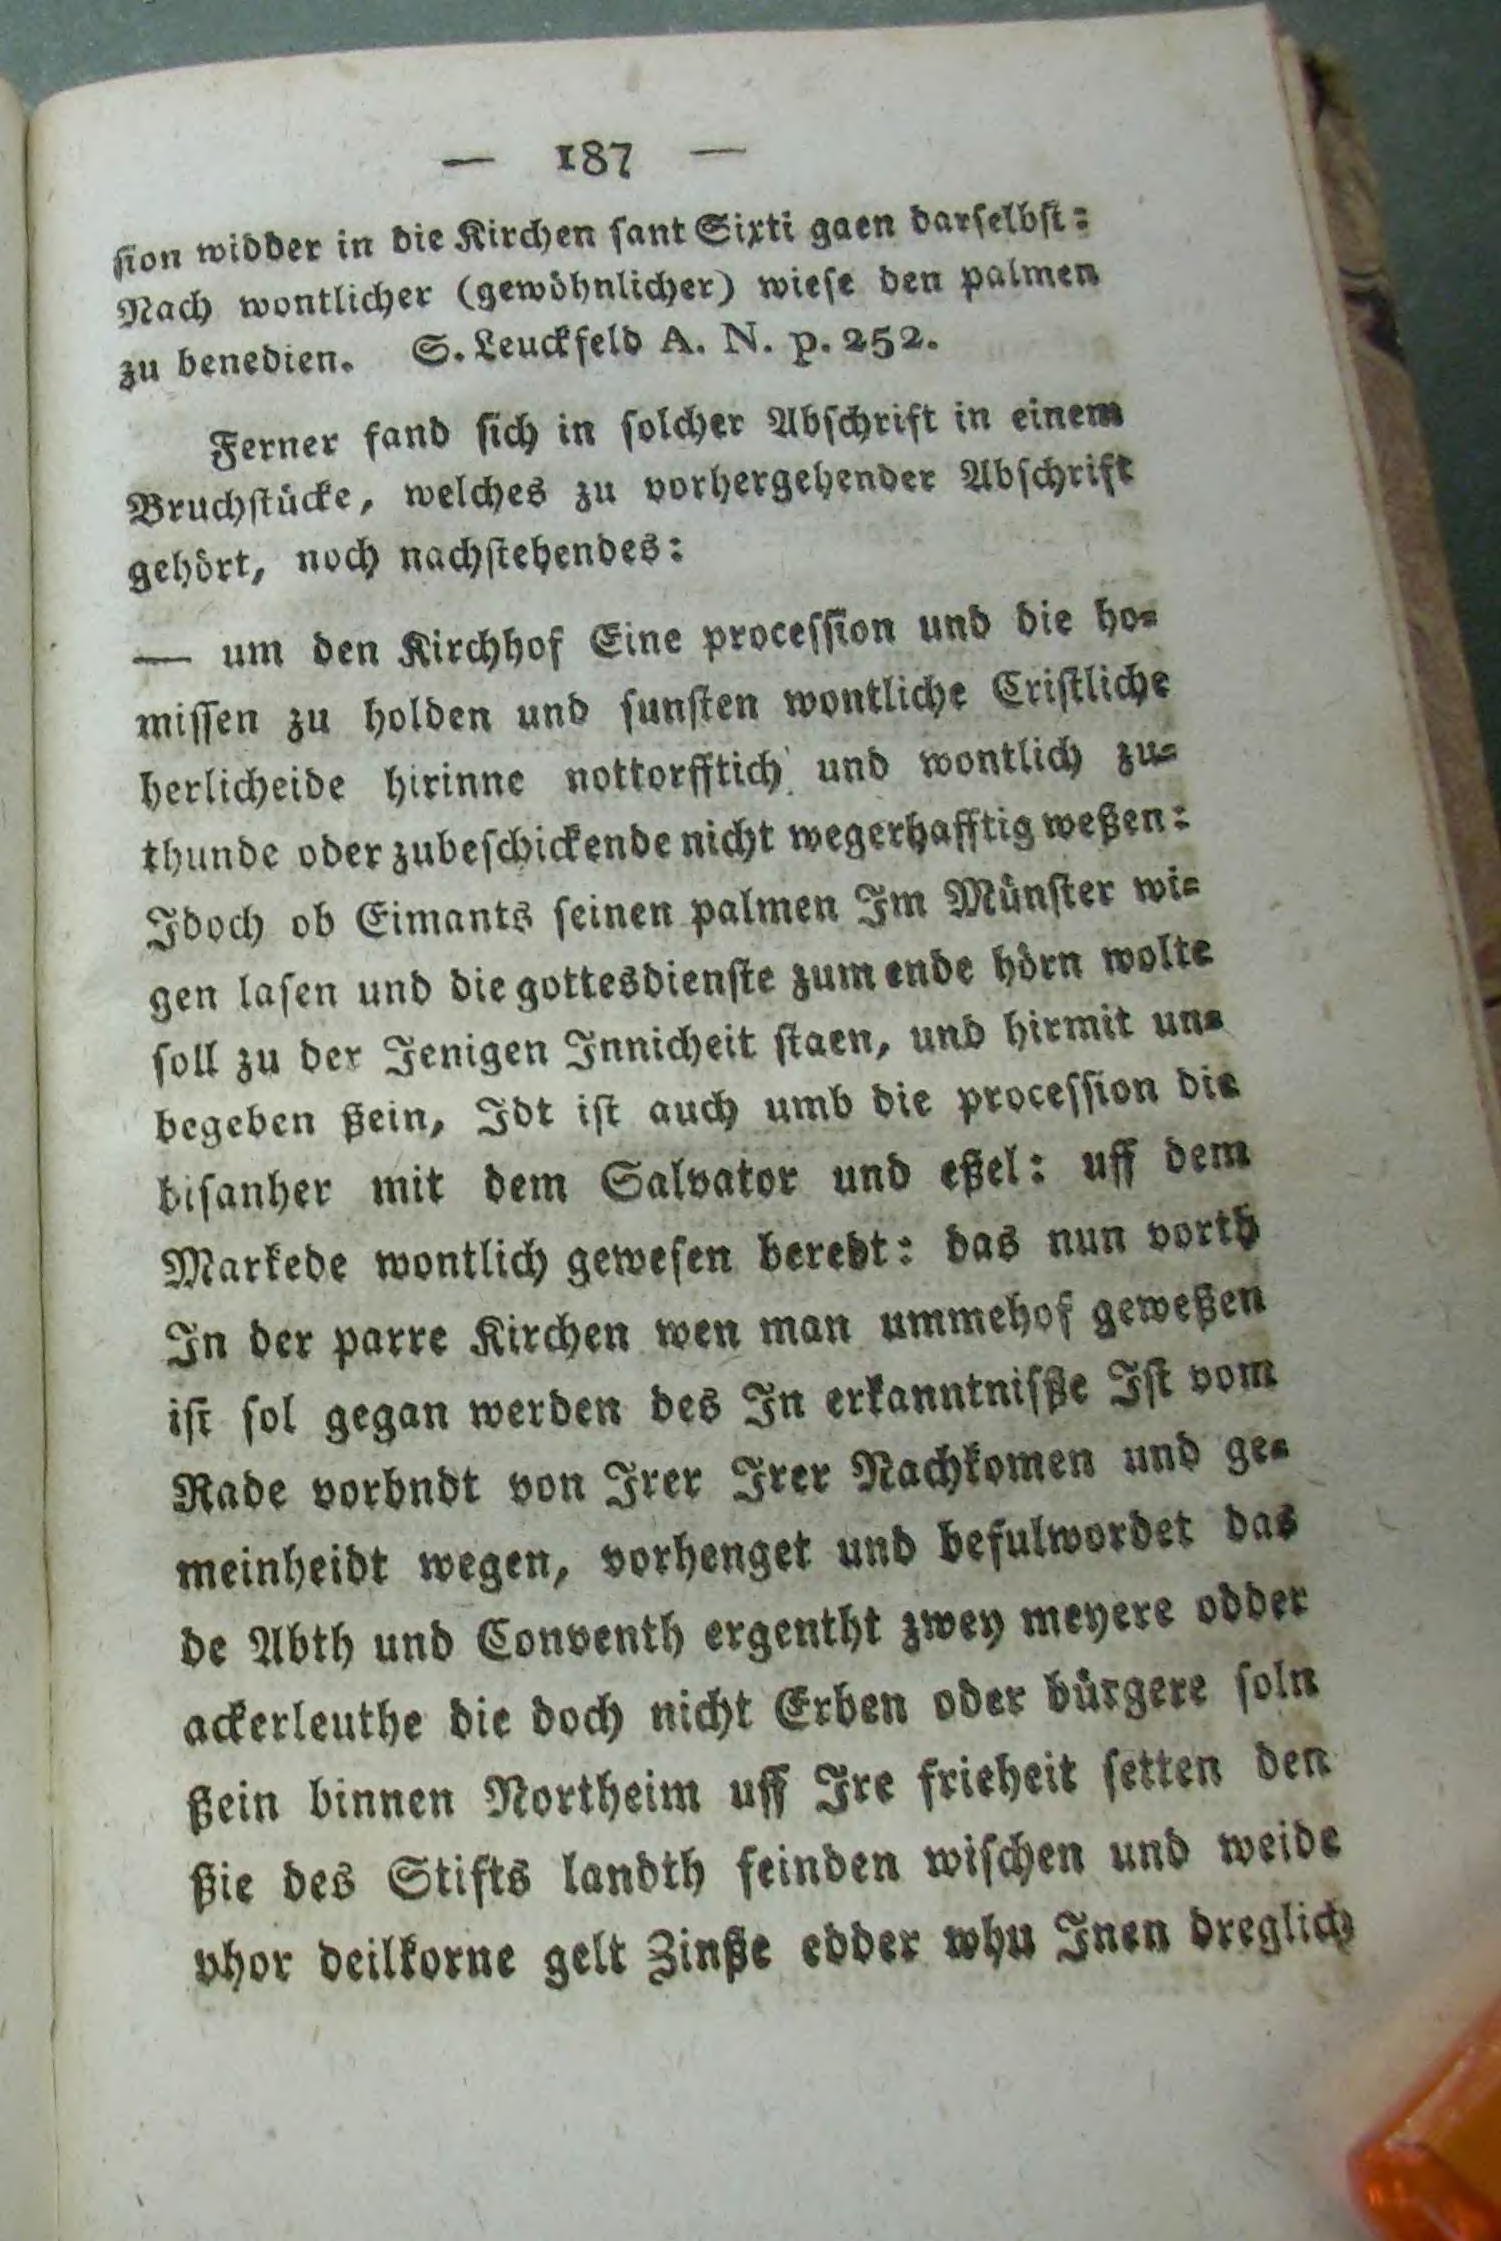 — 187 —
sion widder in die Kirchen sant Sixti gaen darselbst:
Nach wontlicher (gewöhnlicher) wiese den palmen
zu benedien. S. Leuckfeld A. N. p. 252.
Ferner fand sich in solcher Abschrift in einem
Bruchstücke, welches zu vorhergehender Abschrift
gehört, noch nachstehendes:
— um den Kirchhof Eine procession und die ho=
missen zu holden und sunsten wontliche Cristliche
herlicheide hirinne nottorfftich und wontlich zu=
thunde oder zubeschickende nicht wegerhafftig weßen:
Idoch ob Eimants seinen palmen Im Münster wi=
gen lasen und die gottesdienste zum ende hörn wolte
soll zu der Jenigen Innicheit staen, und hirmit un=
begeben ßein, Idt ist auch umb die procession die
bisanher mit dem Salvator und eßel: uff dem
Markede wontlich gewesen beredt: das nun vorth
In der parre Kirchen wen man ummehof geweßen
ist sol gegan werden des In erkanntnisße Ist vom
Rade vorbndt von Irer Irer Nachkomen und ge=
meinheidt wegen, vorhenget und befulwordet das
de Abth und Conventh ergentht zwey meyere odder
ackerleuthe die doch nicht Erben oder bürgere soln
ßein binnen Northeim uff Ire frieheit setten den
ßie des Stifts landth feinden wischen und weide
vhor deilkorne gelt Zinße edder whu Inen dreglich